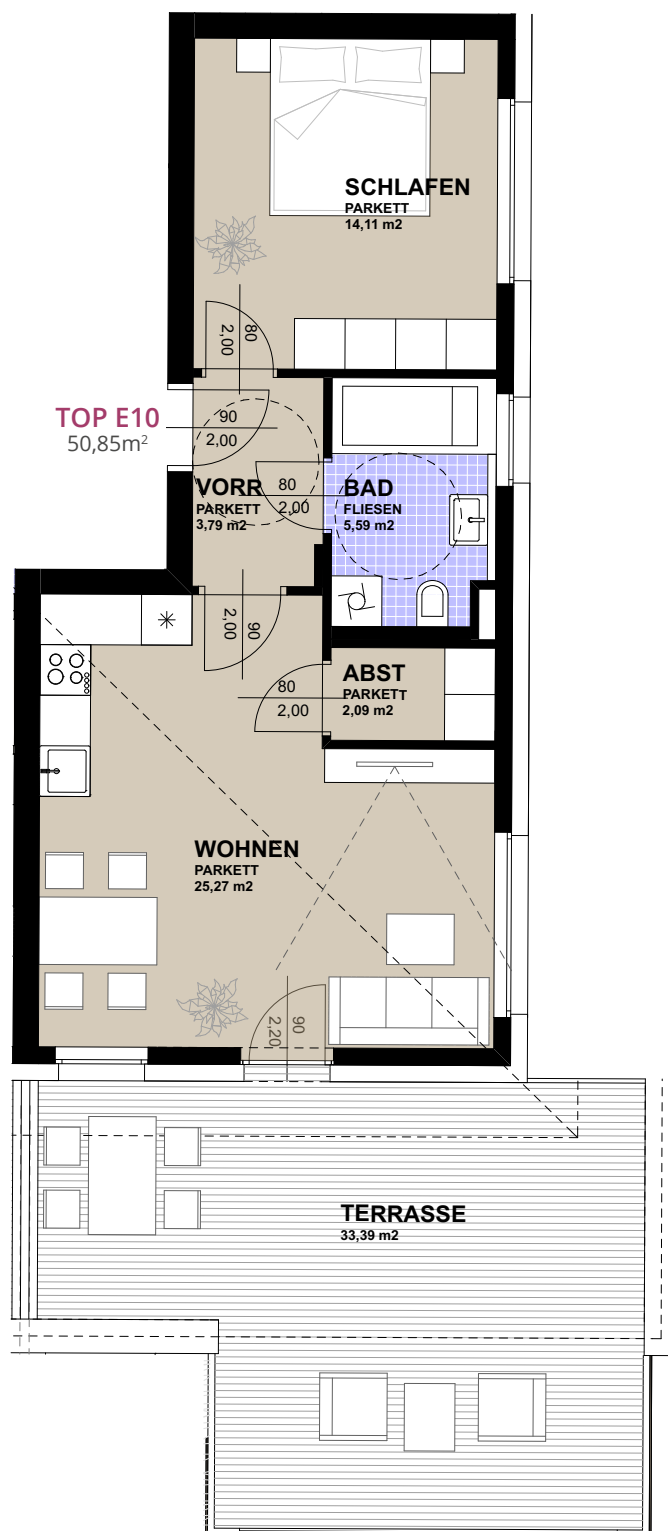 SCHLAFEN
PARKETT
14,11 m2
80
2,00
TOP E10
50,85m²
90
2,00
VORR
PARKETT
3,79 m2
80
2,00
BAD
FLIESEN
5,59 m2
90
2,00
ABST
PARKETT
2,09 m2
80
2,00
WOHNEN
PARKETT
25,27 m2
90
2,20
TERRASSE
33,39 m2